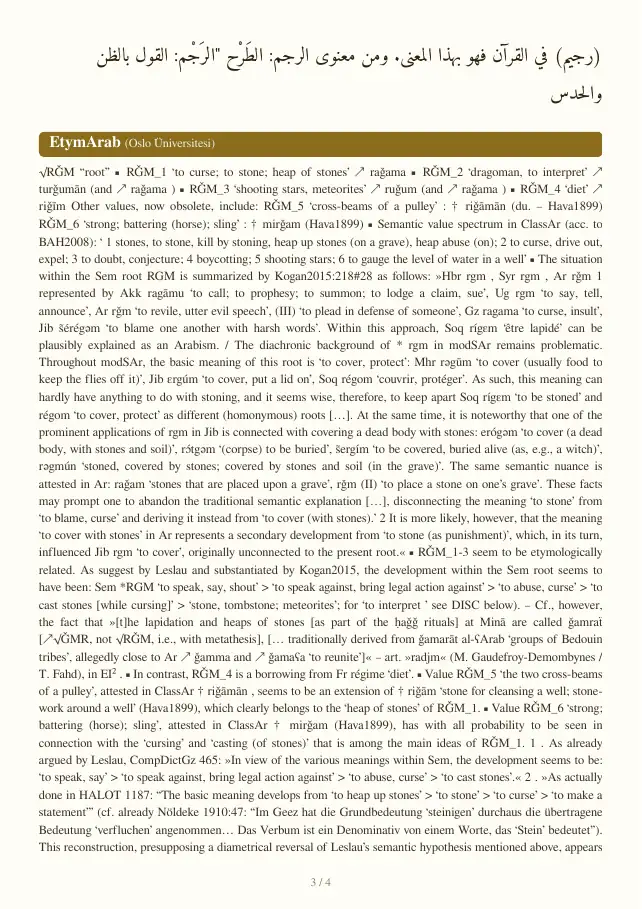 (رجيم) في القرآن فهو بهذا المعنى. ومن معنوى الرجم: الطَرْح "الرَجْم: القول بالظن
والحدس
EtymArab (Oslo Üniversitesi)
√RǦM “root” ▪ RǦM_1 ‘to curse; to stone; heap of stones’ ↗ raǧama ▪ RǦM_2 ‘dragoman, to interpret’ ↗
turǧumān (and ↗ raǧama ) ▪ RǦM_3 ‘shooting stars, meteorites’ ↗ ruǧum (and ↗ raǧama ) ▪ RǦM_4 ‘diet’ ↗
riǧīm Other values, now obsolete, include: RǦM_5 ‘cross-beams of a pulley’ : † riǧāmān (du. – Hava1899)
RǦM_6 ‘strong; battering (horse); sling’ : † mirǧam (Hava1899) ▪ Semantic value spectrum in ClassAr (acc. to
BAH2008): ‘ 1 stones, to stone, kill by stoning, heap up stones (on a grave), heap abuse (on); 2 to curse, drive out,
expel; 3 to doubt, conjecture; 4 boycotting; 5 shooting stars; 6 to gauge the level of water in a well’ ▪ The situation
within the Sem root RGM is summarized by Kogan2015:218#28 as follows: »Hbr rgm , Syr rgm , Ar rǧm 1
represented by Akk ragāmu ‘to call; to prophesy; to summon; to lodge a claim, sue’, Ug rgm ‘to say, tell,
announce’, Ar rǧm ‘to revile, utter evil speech’, (III) ‘to plead in defense of someone’, Gz ragama ‘to curse, insult’,
Jib šérégəm ‘to blame one another with harsh words’. Within this approach, Soq rígɛm ‘être lapidé’ can be
plausibly explained as an Arabism. / The diachronic background of * rgm in modSAr remains problematic.
Throughout modSAr, the basic meaning of this root is ‘to cover, protect’: Mhr rəgūm ‘to cover (usually food to
keep the flies off it)’, Jib ɛrgúm ‘to cover, put a lid on’, Soq régom ‘couvrir, protéger’. As such, this meaning can
hardly have anything to do with stoning, and it seems wise, therefore, to keep apart Soq rígɛm ‘to be stoned’ and
régom ‘to cover, protect’ as different (homonymous) roots […]. At the same time, it is noteworthy that one of the
prominent applications of rgm in Jib is connected with covering a dead body with stones: erógəm ‘to cover (a dead
body, with stones and soil)’, rótgəm ‘(corpse) to be buried’, šergím ‘to be covered, buried alive (as, e.g., a witch)’,
rəgmún ‘stoned, covered by stones; covered by stones and soil (in the grave)’. The same semantic nuance is
attested in Ar: raǧam ‘stones that are placed upon a grave’, rǧm (II) ‘to place a stone on one’s grave’. These facts
may prompt one to abandon the traditional semantic explanation […], disconnecting the meaning ‘to stone’ from
‘to blame, curse’ and deriving it instead from ‘to cover (with stones).’ 2 It is more likely, however, that the meaning
‘to cover with stones’ in Ar represents a secondary development from ‘to stone (as punishment)’, which, in its turn,
influenced Jib rgm ‘to cover’, originally unconnected to the present root.« ▪ RǦM_1-3 seem to be etymologically
related. As suggest by Leslau and substantiated by Kogan2015, the development within the Sem root seems to
have been: Sem *RGM ‘to speak, say, shout’ > ‘to speak against, bring legal action against’ > ‘to abuse, curse’ > ‘to
cast stones [while cursing]’ > ‘stone, tombstone; meteorites’; for ‘to interpret ’ see DISC below). – Cf., however,
the fact that »[t]he lapidation and heaps of stones [as part of the ḥaǧǧ rituals] at Minā are called ǧamraẗ
[↗√ǦMR, not √RǦM, i.e., with metathesis], [… traditionally derived from ǧamarāt al-ʕArab ‘groups of Bedouin
tribes’, allegedly close to Ar ↗ ǧamma and ↗ ǧamaʕa ‘to reunite’]« – art. »radjm« (M. Gaudefroy-Demombynes /
T. Fahd), in EI² . ▪ In contrast, RǦM_4 is a borrowing from Fr régime ‘diet’. ▪ Value RǦM_5 ‘the two cross-beams
of a pulley’, attested in ClassAr † riǧāmān , seems to be an extension of † riǧām ‘stone for cleansing a well; stone-
work around a well’ (Hava1899), which clearly belongs to the ‘heap of stones’ of RǦM_1. ▪ Value RǦM_6 ‘strong;
battering (horse); sling’, attested in ClassAr † mirǧam (Hava1899), has with all probability to be seen in
connection with the ‘cursing’ and ‘casting (of stones)’ that is among the main ideas of RǦM_1. 1 . As already
argued by Leslau, CompDictGz 465: »In view of the various meanings within Sem, the development seems to be:
‘to speak, say’ > ‘to speak against, bring legal action against’ > ‘to abuse, curse’ > ‘to cast stones’.« 2 . »As actually
done in HALOT 1187: “The basic meaning develops from ‘to heap up stones’ > ‘to stone’ > ‘to curse’ > ‘to make a
statement’” (cf. already Nöldeke 1910:47: “Im Geez hat die Grundbedeutung ‘steinigen’ durchaus die übertragene
Bedeutung ‘verfluchen’ angenommen… Das Verbum ist ein Denominativ von einem Worte, das ‘Stein’ bedeutet”).
This reconstruction, presupposing a diametrical reversal of Leslau’s semantic hypothesis mentioned above, appears
3 / 4